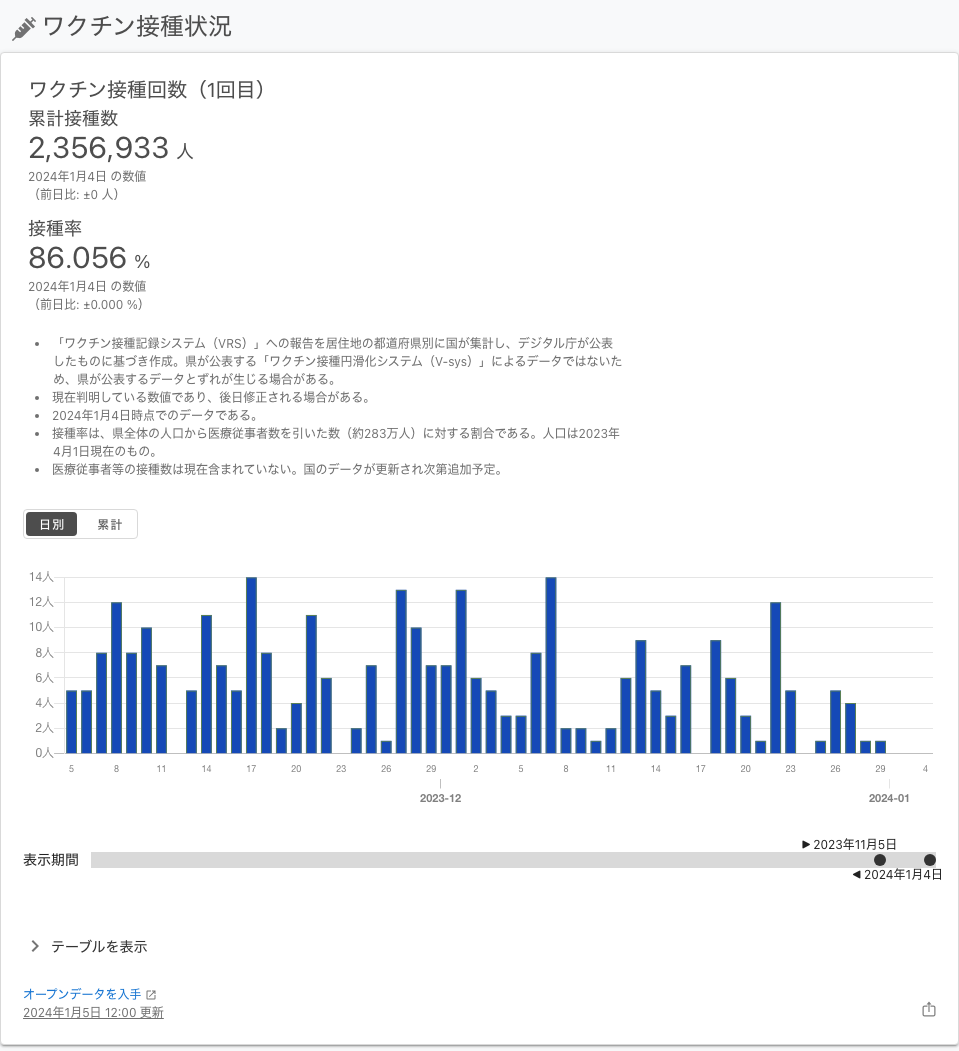 ワクチン接種状況
ワクチン接種回数（1回目）
累計接種数
2,356,933 人
2024年1月4日 の数値
（前日比: ±0 人）
接種率
86.056 %
2024年1月4日 の数値
（前日比: ±0.000 %）
• 「ワクチン接種記録システム（VRS）」への報告を居住地の都道府県別に国が集計し、デジタル庁が公表
したものに基づき作成。県が公表する「ワクチン接種円滑化システム（V-sys）」によるデータではないた
め、県が公表するデータとずれが生じる場合がある。
• 現在判明している数値であり、後日修正される場合がある。
• 2024年1月4日時点でのデータである。
• 接種率は、県全体の人口から医療従事者数を引いた数（約283万人）に対する割合である。人口は2023年
4月1日現在のもの。
• 医療従事者等の接種数は現在含まれていない。国のデータが更新され次第追加予定。
日別 累計
14人
12人
10人
8人
6人
4人
2人
0人
5 8 11 14 17 20 23 26 29 2 5 8 11 14 17 20 23 26 29 4
2023-12 2024-01
▶ 2023年11月5日
表示期間
◀ 2024年1月4日
テーブルを表示
オープンデータを入手
2024年1月5日 12:00 更新